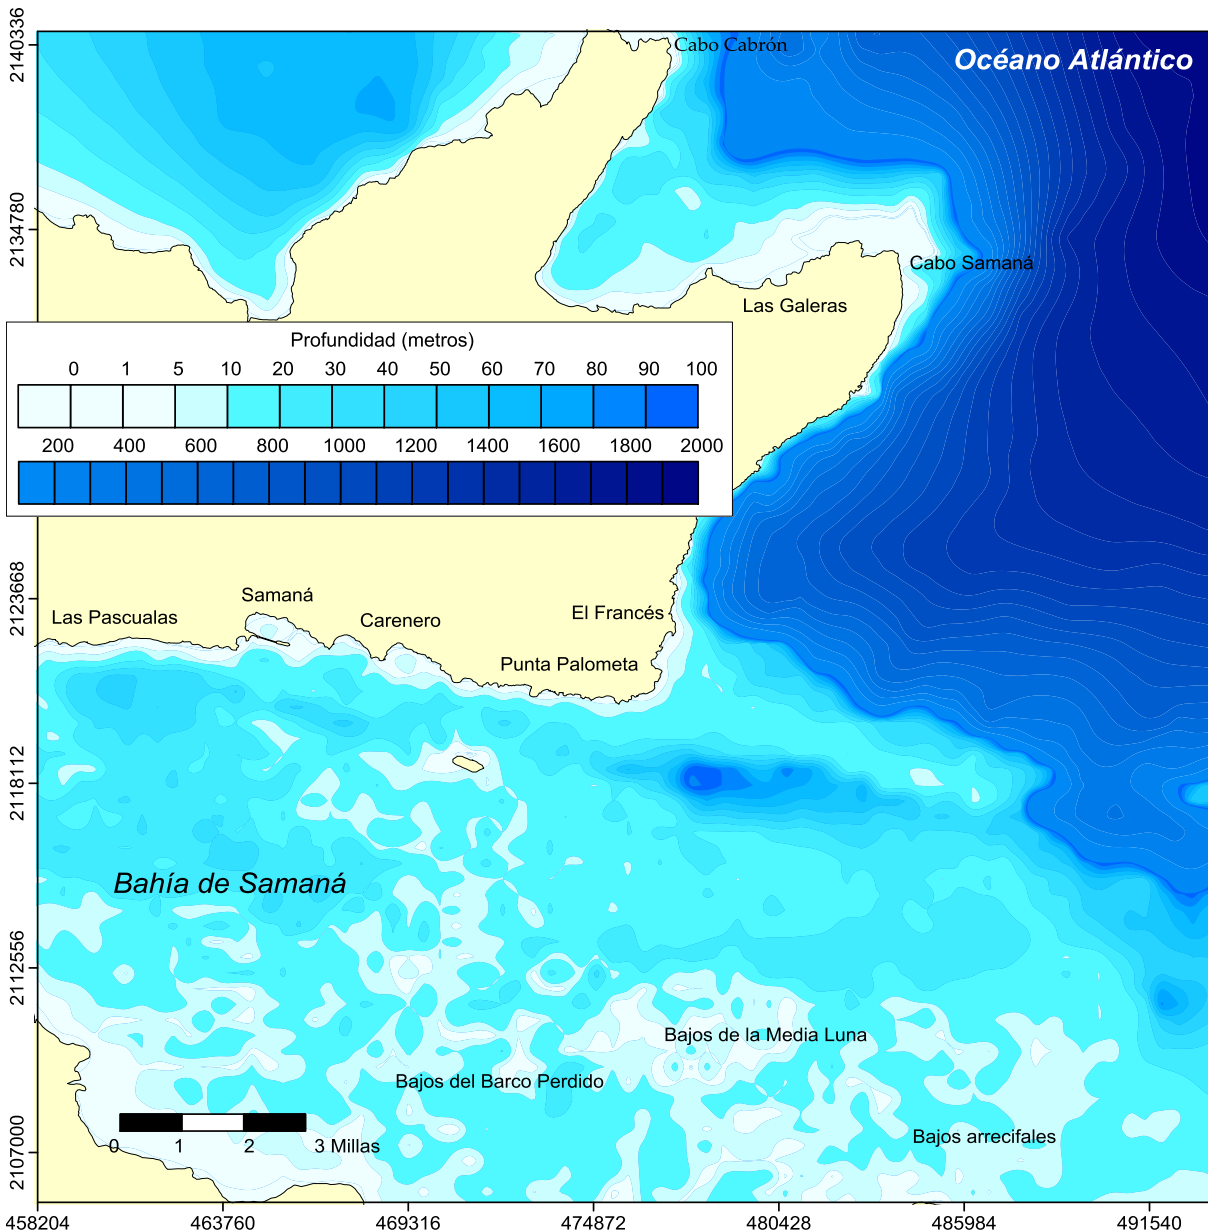 2140336
Cabo Cabrón
Océano Atlántico
2134780
Cabo Samaná
Las Galeras
Profundidad (metros)
0 1 5 10 20 30 40 50 60 70 80 90 100
200 400 600 800 1000 1200 1400 1600 1800 2000
2123668
Samaná
Las Pascualas
Carenero
El Francés
Punta Palometa
2118112
Bahía de Samaná
2112556
Bajos de la Media Luna
Bajos del Barco Perdido
Bajos arrecifales
0 1 2 3 Millas
2107000
458204 463760 469316 474872 480428 485984 491540